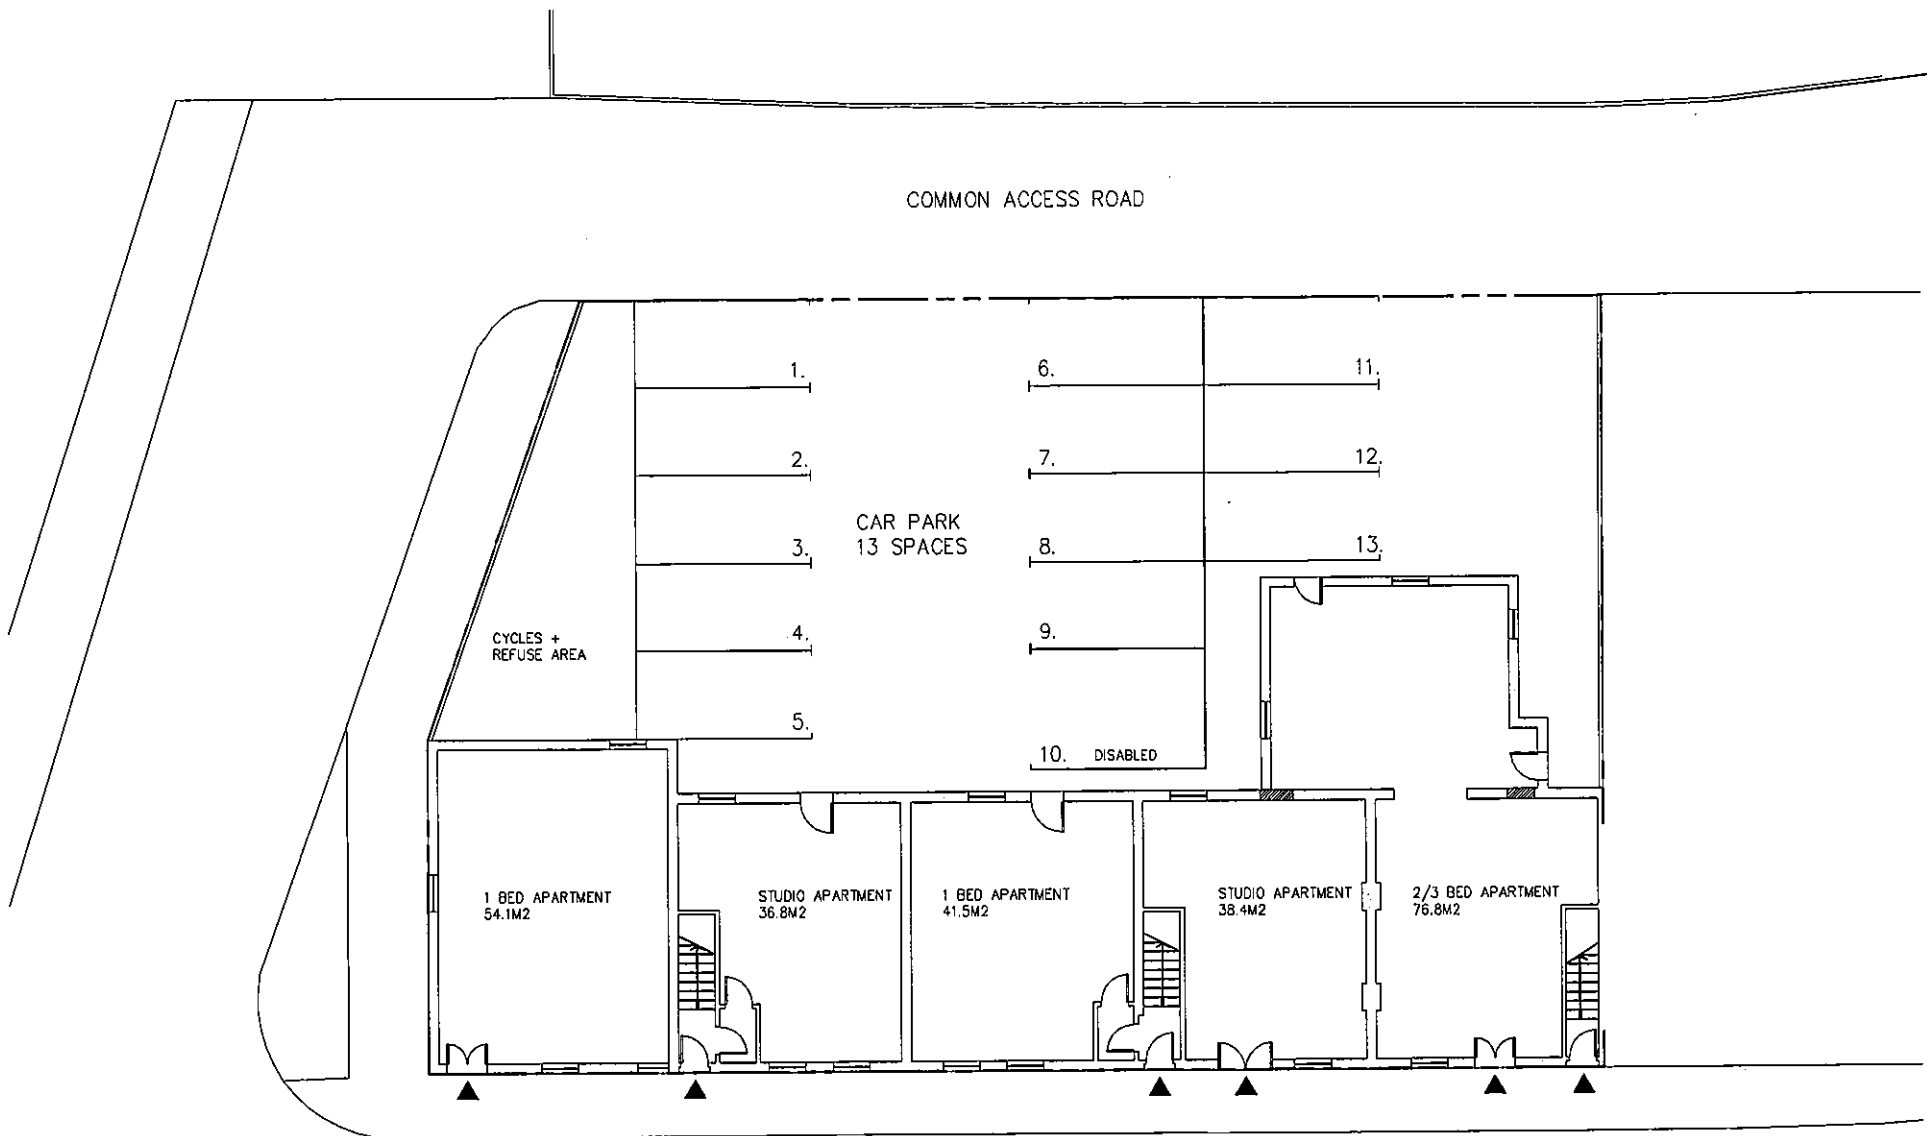 COMMON ACCESS ROAD
1.
6.
11.
2.
7.
12.
CAR PARK
13 SPACES
3.
8.
13.
CYCLES +
REFUSE AREA
4.
9.
5.
10. DISABLED
1 BED APARTMENT
54.1M2
STUDIO APARTMENT
36.8M2
1 BED APARTMENT
41.5M2
STUDIO APARTMENT
38.4M2
2/3 BED APARTMENT
76.8M2